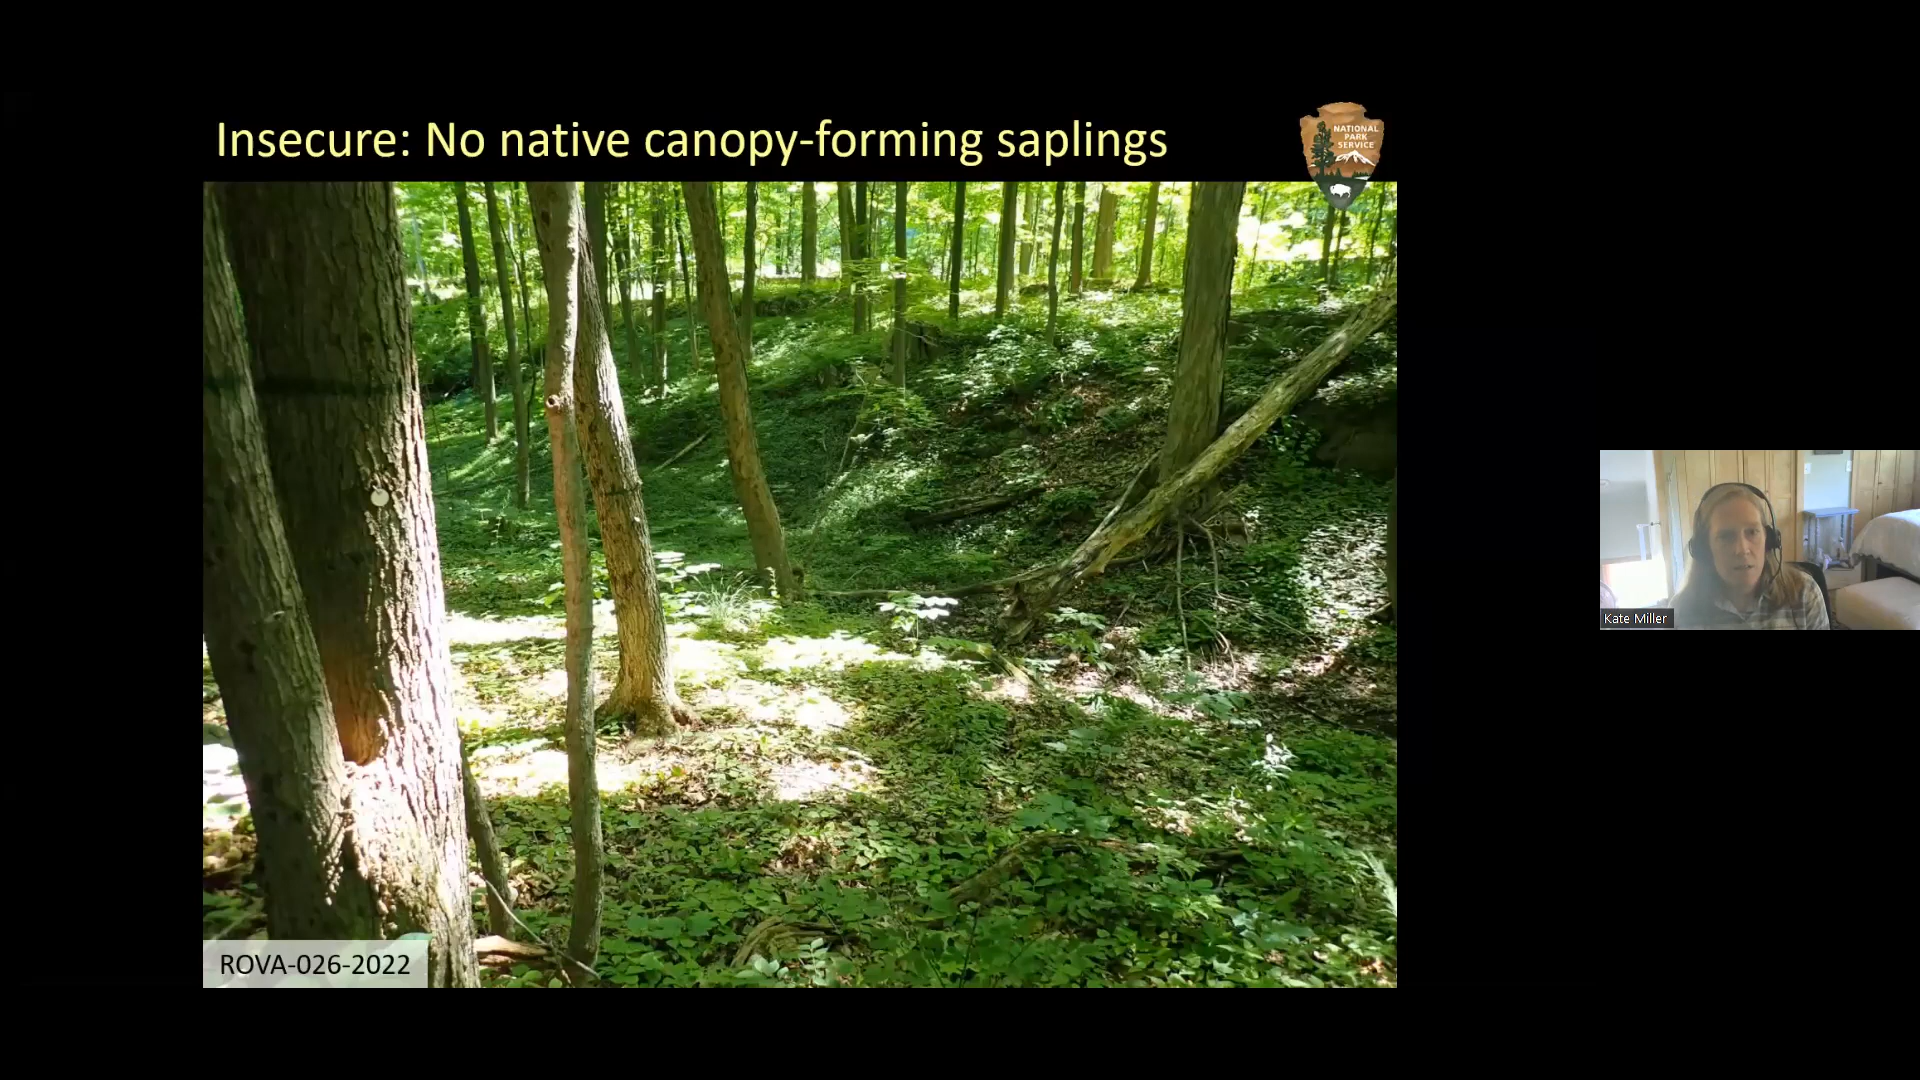 Insecure: No native canopy-forming saplings
NATIONAL
PARK
SERVICE
Kate Miller
ROVA-026-2022